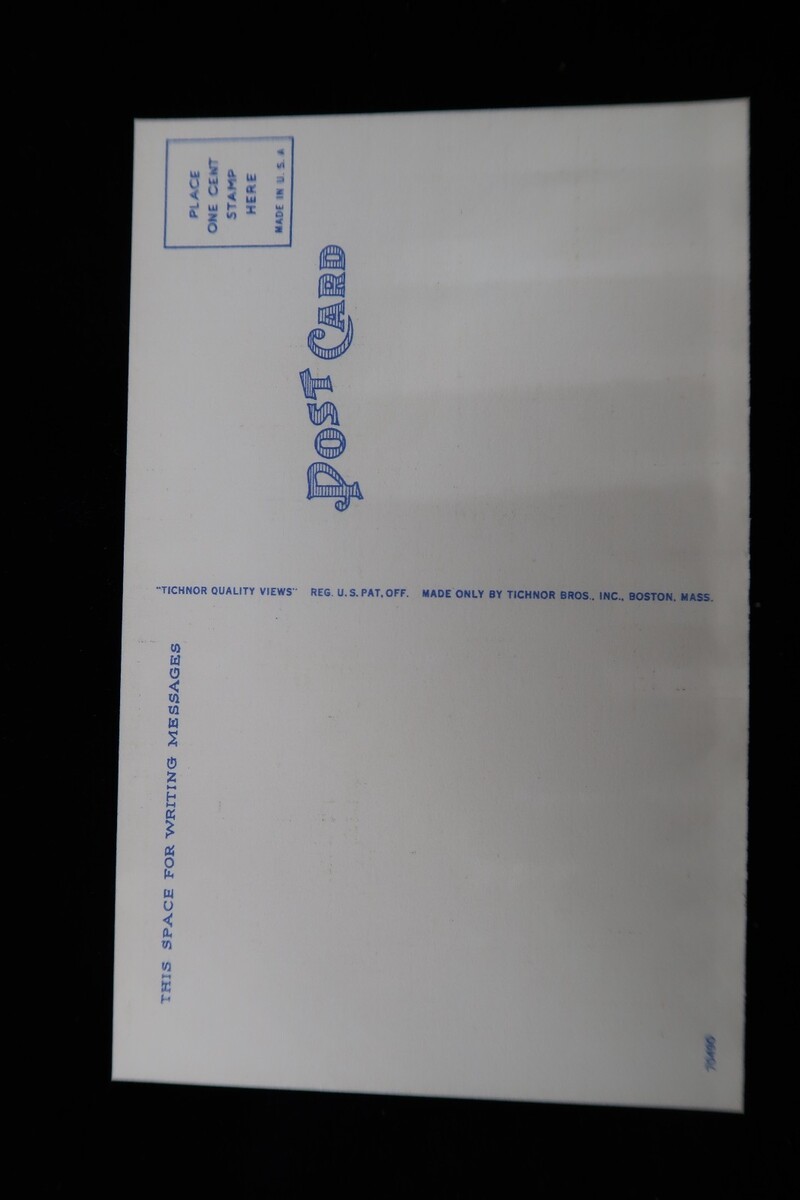 PLACE
ONE CENT
STAMP
HERE
MADE IN U.S.A
POST CARD
"TICHNOR QUALITY VIEWS" REG. U.S. PAT. OFF. MADE ONLY BY TICHNOR BROS., INC., BOSTON, MASS.
THIS SPACE FOR WRITING MESSAGES